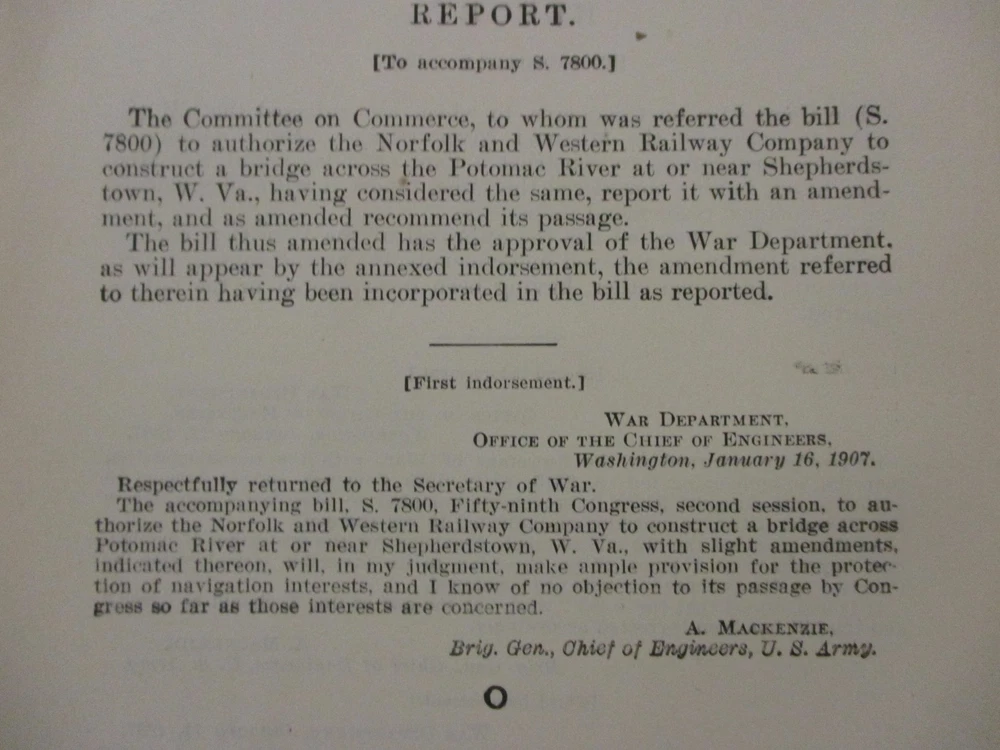 REPORT.
[To accompany S. 7800.]
The Committee on Commerce, to whom was referred the bill (S.
7800) to authorize the Norfolk and Western Railway Company to
construct a bridge across the Potomac River at or near Shepherds-
town, W. Va., having considered the same, report it with an amend-
ment, and as amended recommend its passage.
The bill thus amended has the approval of the War Department,
as will appear by the annexed indorsement, the amendment referred
to therein having been incorporated in the bill as reported.
[First indorsement.]
WAR DEPARTMENT,
OFFICE OF THE CHIEF OF ENGINEERS,
Washington, January 16, 1907.
Respectfully returned to the Secretary of War.
The accompanying bill, S. 7800, Fifty-ninth Congress, second session, to au-
thorize the Norfolk and Western Railway Company to construct a bridge across
Potomac River at or near Shepherdstown, W. Va., with slight amendments,
indicated thereon, will, in my judgment, make ample provision for the protec-
tion of navigation interests, and I know of no objection to its passage by Con-
gress so far as those interests are concerned.
A. MACKENZIE,
Brig. Gen., Chief of Engineers, U. S. Army.
O